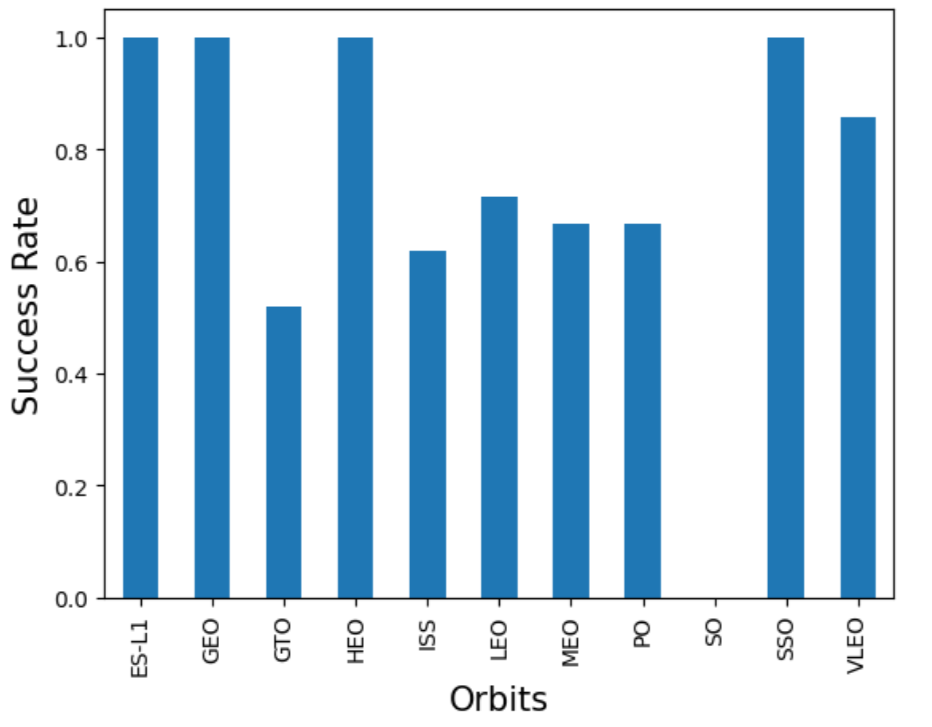 1.0
0.8
0.6
0.4
0.2
0.0
Success Rate
ES-L1
GEO
GTO
HEO
ISS
LEO
MEO
PO
SO
SSO
VLEO
Orbits